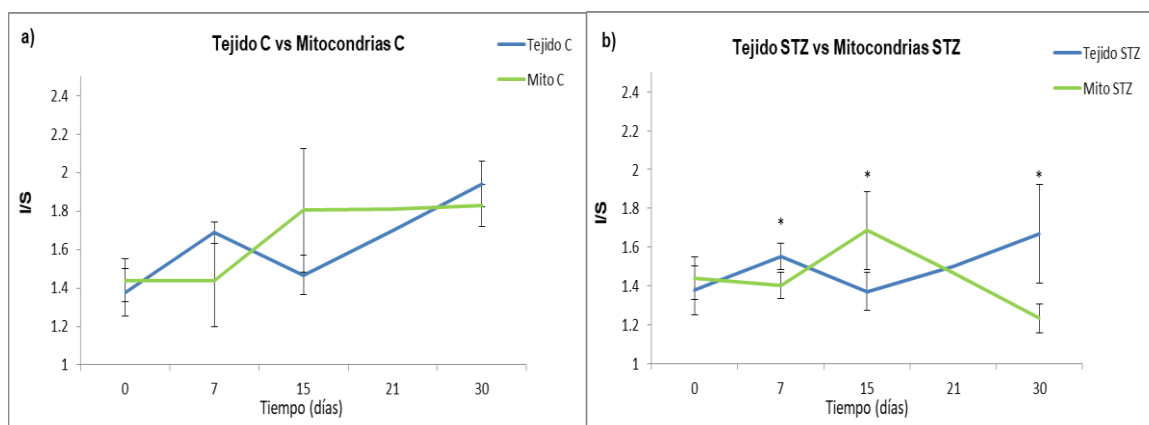 a)
Tejido C vs Mitocondrias C
Tejido C
Mito C
I/S
2.4
2.2
2
1.8
1.6
1.4
1.2
1
0 7 15 21 30
Tiempo (días)
b)
Tejido STZ vs Mitocondrias STZ
Tejido STZ
Mito STZ
I/S
2.4
2.2
2
1.8
1.6
1.4
1.2
1
* * *
0 7 15 21 30
Tiempo (días)